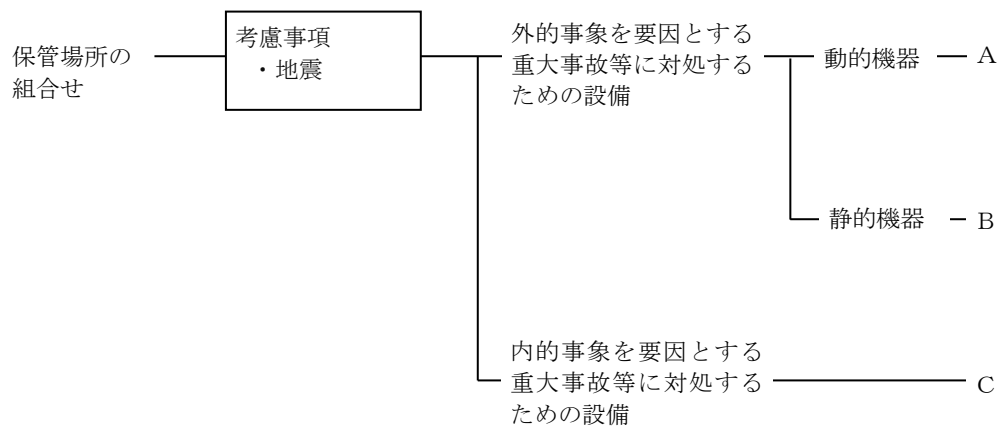 保管場所の
組合せ
考慮事項
・地震
外的事象を要因とする
重大事故等に対処する
ための設備
動的機器
A
静的機器
B
内的事象を要因とする
重大事故等に対処する
ための設備
C